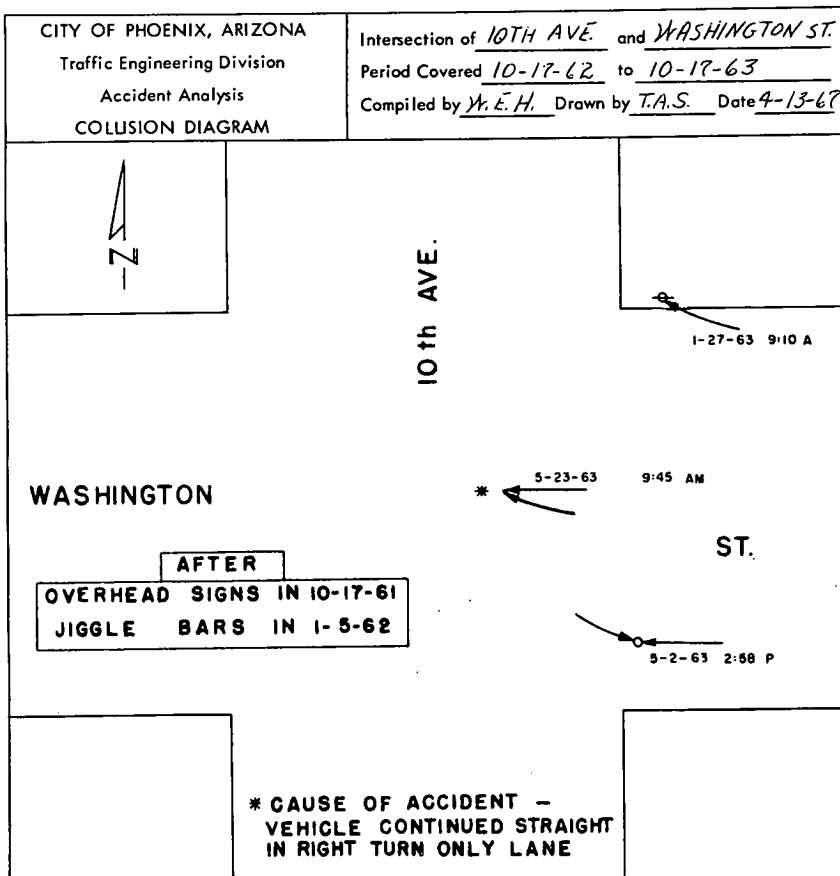 CITY OF PHOENIX, ARIZONA
Traffic Engineering Division
Accident Analysis
COLLISION DIAGRAM
Intersection of 10TH AVE. and WASHINGTON ST.
Period Covered 10-17-62 to 10-17-63
Compiled by W.E.H. Drawn by T.A.S. Date 4-13-67
N
10th AVE.
1-27-63 9:10 A
5-23-63 9:45 AM
WASHINGTON
ST.
AFTER
OVERHEAD SIGNS IN 10-17-61
JIGGLE BARS IN 1-5-62
5-2-63 2:58 P
* CAUSE OF ACCIDENT –
VEHICLE CONTINUED STRAIGHT
IN RIGHT TURN ONLY LANE